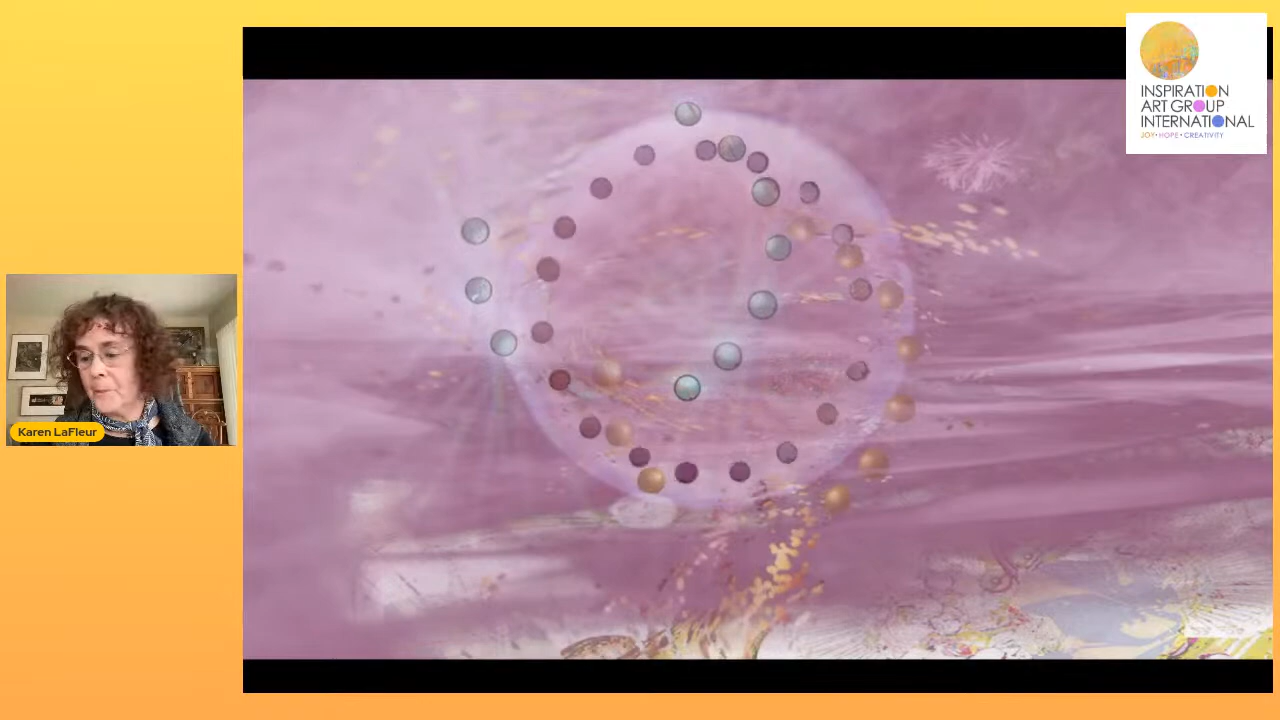 INSPIRATION
ART GROUP
INTERNATIONAL
JOY • HOPE • CREATIVITY
Karen LaFleur